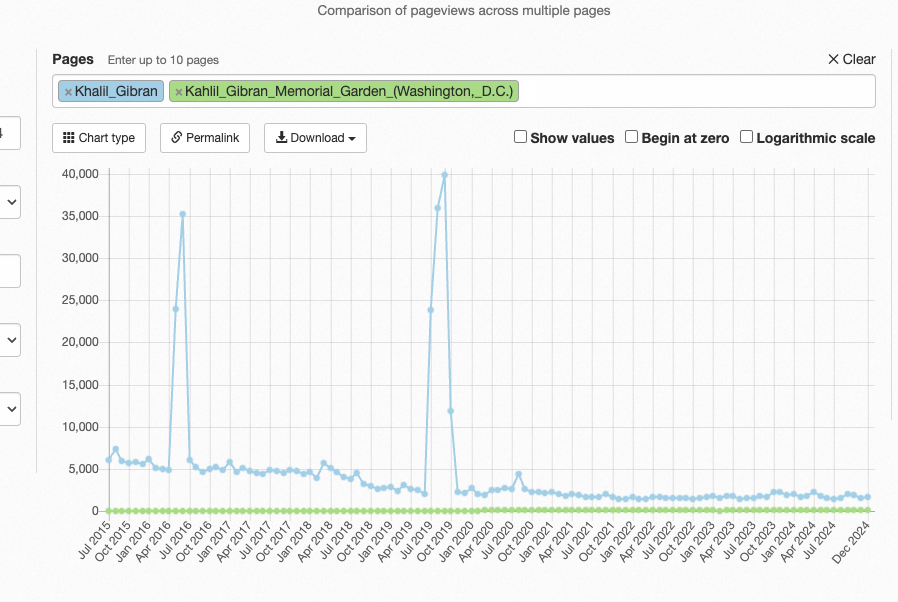 Comparison of pageviews across multiple pages
Pages Enter up to 10 pages × Clear
× Khalil_Gibran × Kahlil_Gibran_Memorial_Garden_(Washington,_D.C.)
4
Chart type Permalink Download Show values Begin at zero Logarithmic scale
40,000
35,000
30,000
25,000
20,000
15,000
10,000
5,000
0
Jul 2015 Oct 2015 Jan 2016 Apr 2016 Jul 2016 Oct 2016 Jan 2017 Apr 2017 Jul 2017 Oct 2017 Jan 2018 Apr 2018 Jul 2018 Oct 2018 Jan 2019 Apr 2019 Jul 2019 Oct 2019 Jan 2020 Apr 2020 Jul 2020 Oct 2020 Jan 2021 Apr 2021 Jul 2021 Oct 2021 Jan 2022 Apr 2022 Jul 2022 Oct 2022 Jan 2023 Apr 2023 Jul 2023 Oct 2023 Jan 2024 Apr 2024 Jul 2024 Dec 2024